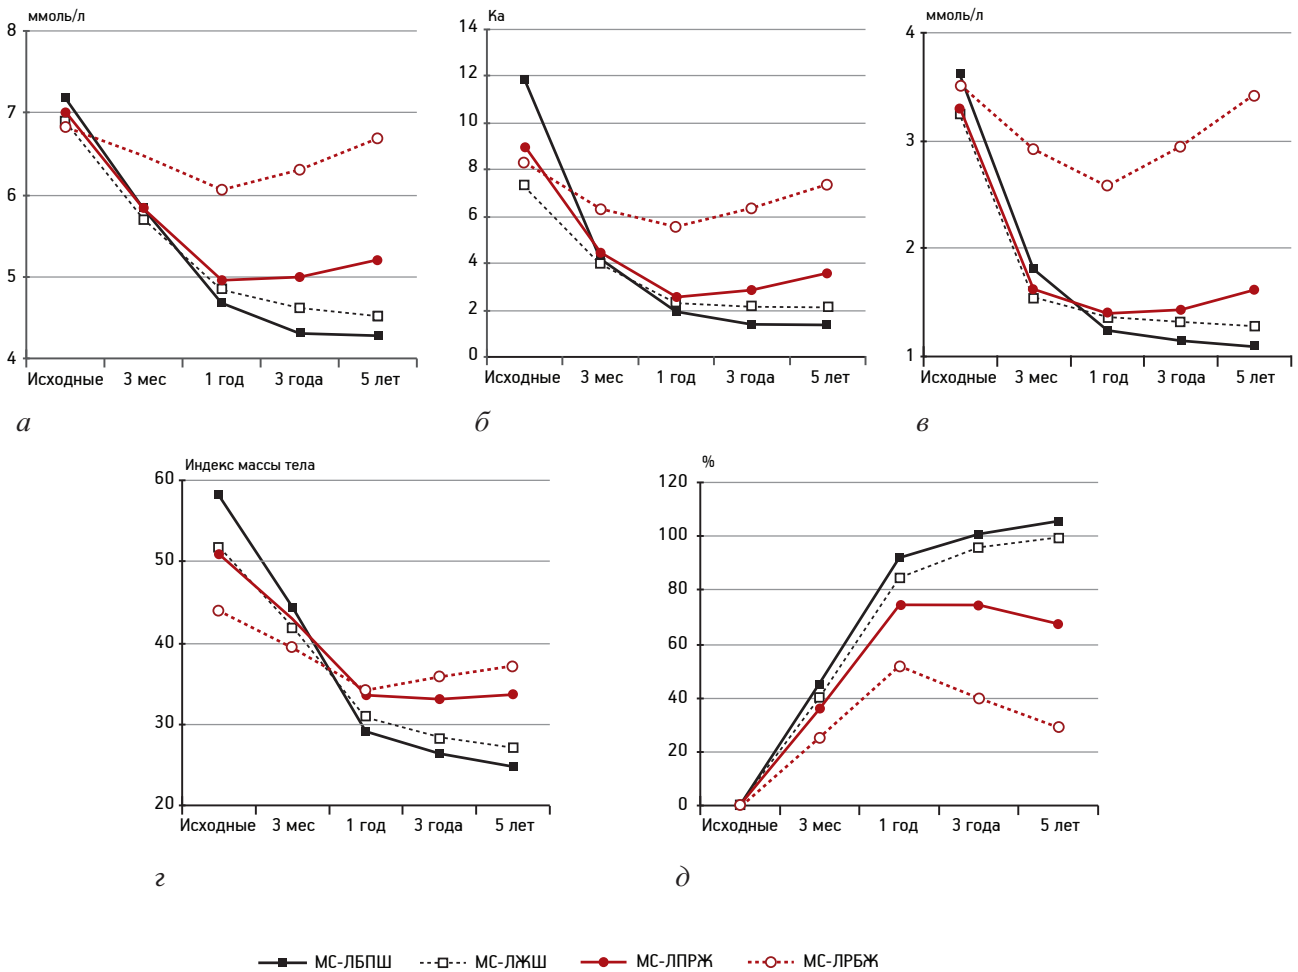 ммоль/л
8
7
6
5
4
Исходные 3 мес 1 год 3 года 5 лет
а
Ка
14
12
10
8
6
4
2
0
Исходные 3 мес 1 год 3 года 5 лет
б
ммоль/л
4
3
2
1
Исходные 3 мес 1 год 3 года 5 лет
в
Индекс массы тела
60
50
40
30
20
Исходные 3 мес 1 год 3 года 5 лет
г
%
120
100
80
60
40
20
0
Исходные 3 мес 1 год 3 года 5 лет
д
МС-ЛБПШ МС-ЛЖШ МС-ЛПРЖ МС-ЛРБЖ